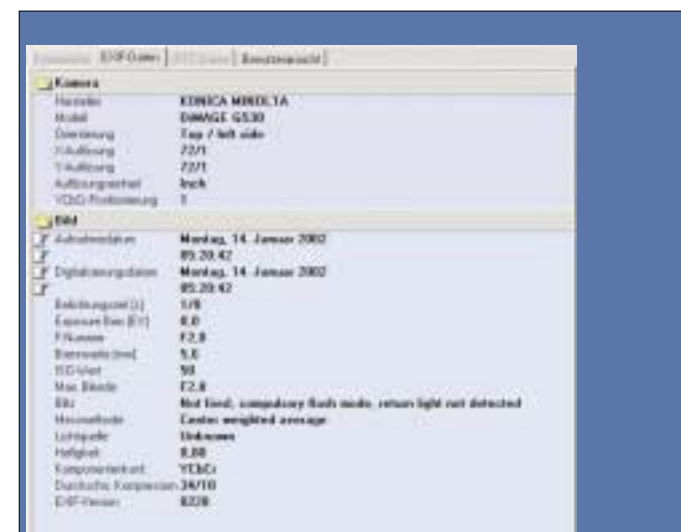 EXIF-Daten Benutzeransicht
Kamera
Hersteller KONICA MINOLTA
Modell DiMAGE G530
Orientierung Top / left side
X-Auflösung 72/1
Y-Auflösung 72/1
Auflösungseinheit Inch
YCbCr-Positionierung 1
Bild
Aufnahmedatum Montag, 14. Januar 2002
09:20:42
Digitalisierungsdatum Montag, 14. Januar 2002
09:20:42
Belichtungszeit [s] 1/8
Exposure Bias [EV] 0.0
F-Nummer F2,8
Brennweite [mm] 5,6
ISO-Wert 50
Max. Blende F2,8
Blitz Not fired, compulsory flash mode, return light not detected
Messmethode Center weighted average
Lichtquelle Unknown
Helligkeit 0,00
Komponentenkonf. YCbCr
Durchschn. Kompression 34/10
EXIF-Version 0220